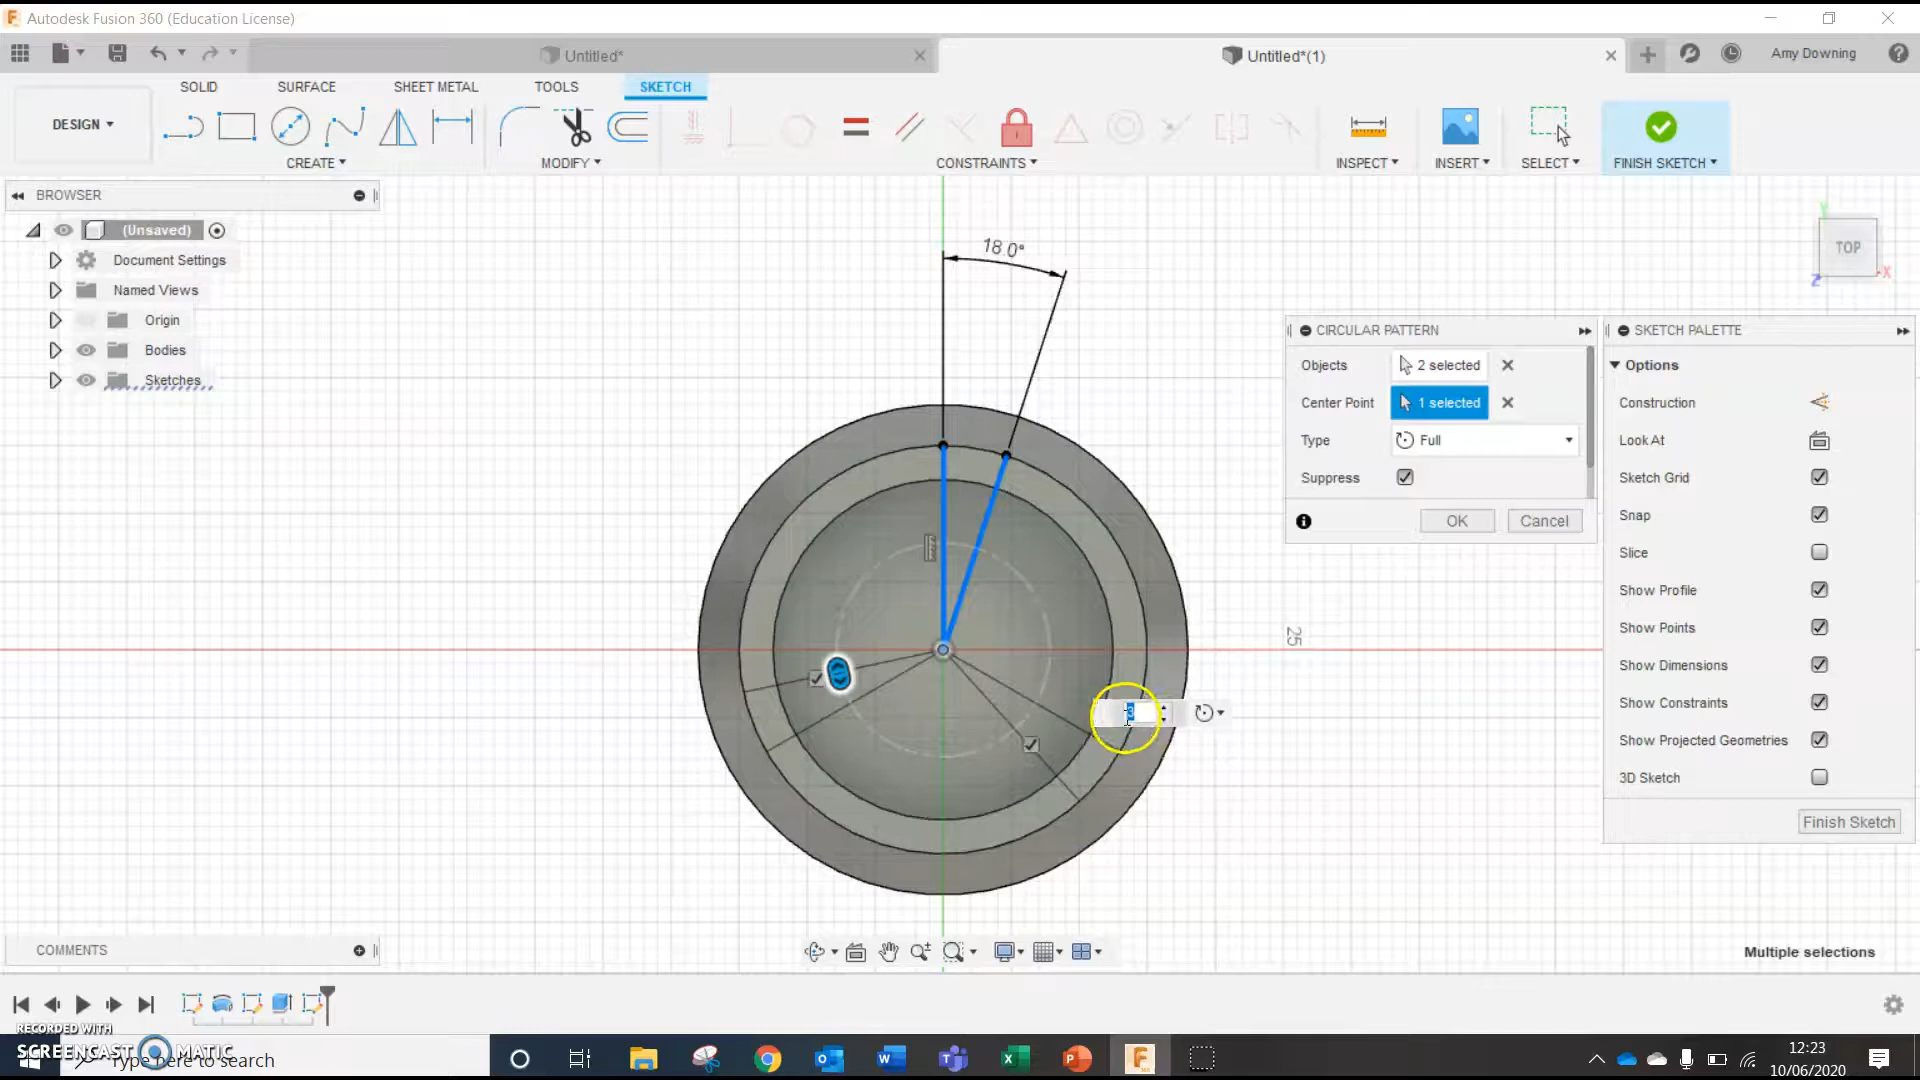 Autodesk Fusion 360 (Education License)
Untitled*
Untitled*(1)
Amy Downing
SOLID
SURFACE
SHEET METAL
TOOLS
SKETCH
DESIGN
CREATE
MODIFY
CONSTRAINTS
INSPECT
INSERT
SELECT
FINISH SKETCH
BROWSER
(Unsaved)
Document Settings
Named Views
Origin
Bodies
Sketches
18.0°
25
3
Y
TOP
X
Z
CIRCULAR PATTERN
Objects
2 selected
Center Point
1 selected
Type
Full
Suppress
OK
Cancel
SKETCH PALETTE
Options
Construction
Look At
Sketch Grid
Snap
Slice
Show Profile
Show Points
Show Dimensions
Show Constraints
Show Projected Geometries
3D Sketch
Finish Sketch
COMMENTS
Multiple selections
RECORDED WITH
SCREENCAST MATIC
Type here to search
12:23
10/06/2020